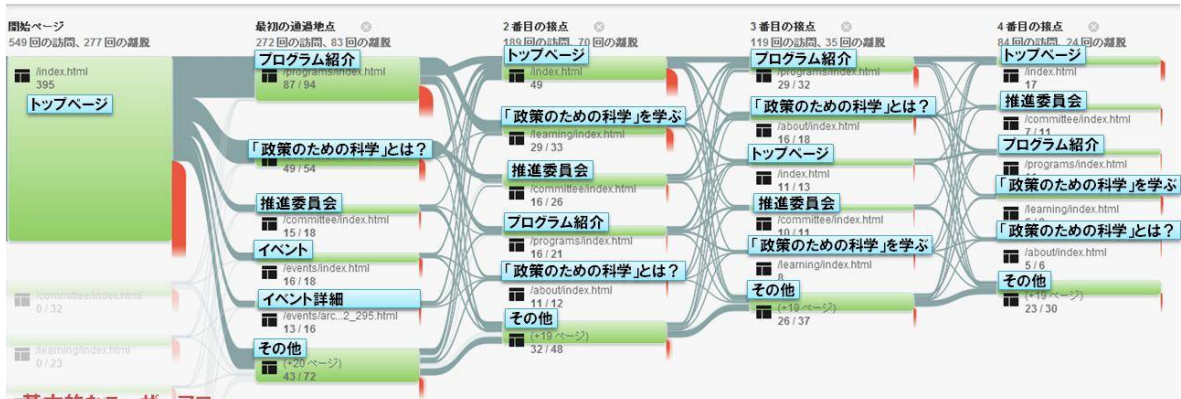 開始ページ
549 回の訪問、277 回の離脱
/index.html
395
トップページ
/committee/index.html
0 / 32
/learning/index.html
0 / 23
最初の通過地点
272 回の訪問、83 回の離脱
プログラム紹介
/programs/index.html
87 / 94
「政策のための科学」とは？
49 / 54
推進委員会
/committee/index.html
15 / 18
イベント
/events/index.html
16 / 18
イベント詳細
/events/arc...2_295.html
13 / 16
その他
(+20 ページ)
43 / 72
2 番目の接点
189 回の訪問、70 回の離脱
トップページ
/index.html
49
「政策のための科学」を学ぶ
/learning/index.html
29 / 33
推進委員会
/committee/index.html
16 / 26
プログラム紹介
/programs/index.html
16 / 21
「政策のための科学」とは？
/about/index.html
11 / 12
その他
(+19 ページ)
32 / 48
3 番目の接点
119 回の訪問、35 回の離脱
プログラム紹介
/programs/index.html
29 / 32
「政策のための科学」とは？
/about/index.html
16 / 18
トップページ
/index.html
11 / 13
推進委員会
/committee/index.html
10 / 11
「政策のための科学」を学ぶ
/learning/index.html
8
その他
(+19 ページ)
26 / 37
4 番目の接点
84 回の訪問、24 回の離脱
トップページ
/index.html
17
推進委員会
/committee/index.html
7 / 11
プログラム紹介
/programs/index.html
「政策のための科学」を学ぶ
/learning/index.html
「政策のための科学」とは？
/about/index.html
5 / 6
その他
(+19 ページ)
23 / 30